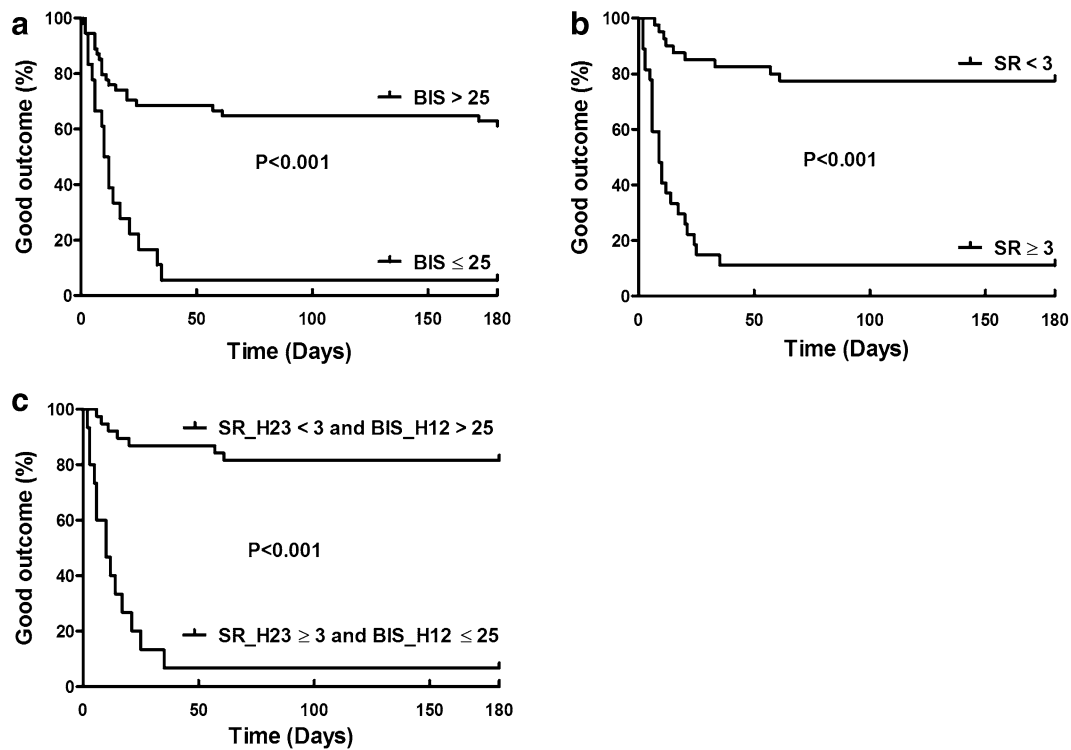 a
100
80
60
40
20
0
Good outcome (%)
BIS > 25
P<0.001
BIS ≤ 25
0 50 100 150 180
Time (Days)
b
100
80
60
40
20
0
Good outcome (%)
SR < 3
P<0.001
SR ≥ 3
0 50 100 150 180
Time (Days)
c
100
80
60
40
20
0
Good outcome (%)
SR_H23 < 3 and BIS_H12 > 25
P<0.001
SR_H23 ≥ 3 and BIS_H12 ≤ 25
0 50 100 150 180
Time (Days)